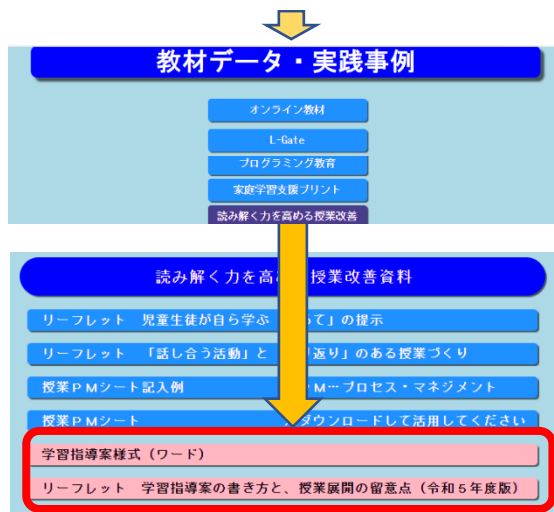 教材データ・実践事例
オンライン教材
L-Gate
プログラミング教育
家庭学習支援プリント
読み解く力を高める授業改善
読み解く力を高 授業改善資料
リーフレット 児童生徒が自ら学ぶ て」の提示
リーフレット 「話し合う活動」と り返り」のある授業づくり
授業PMシート記入例 M…プロセス・マネジメント
授業PMシート ダウンロードして活用してください
学習指導案様式(ワード)
リーフレット 学習指導案の書き方と、授業展開の留意点(令和5年度版)